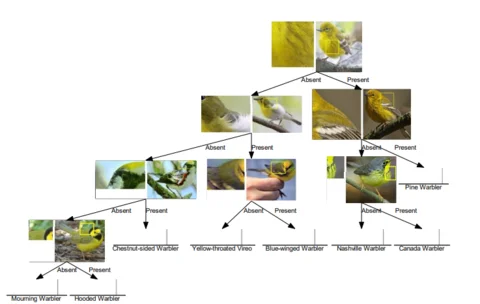 Absent Present
Absent Present
Absent Present
Pine Warbler
Absent Present
Absent Present
Absent Present
Chestnut-sided Warbler Yellow-throated Vireo Blue-winged Warbler Nashville Warbler Canada Warbler
Absent Present
Mourning Warbler Hooded Warbler